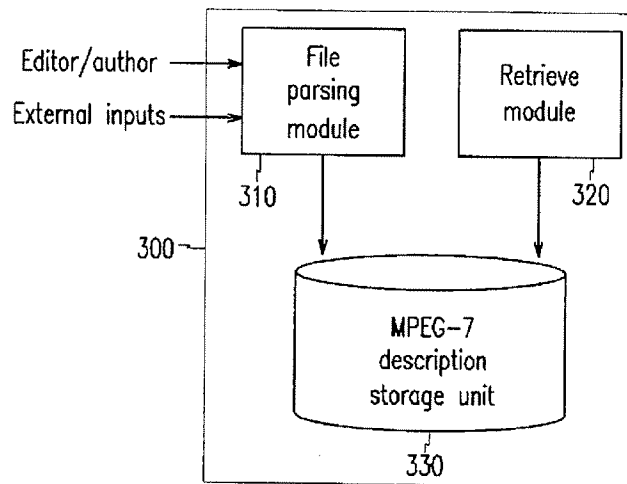 Editor/author
External inputs
File
parsing
module
310
Retrieve
module
320
300
MPEG-7
description
storage unit
330